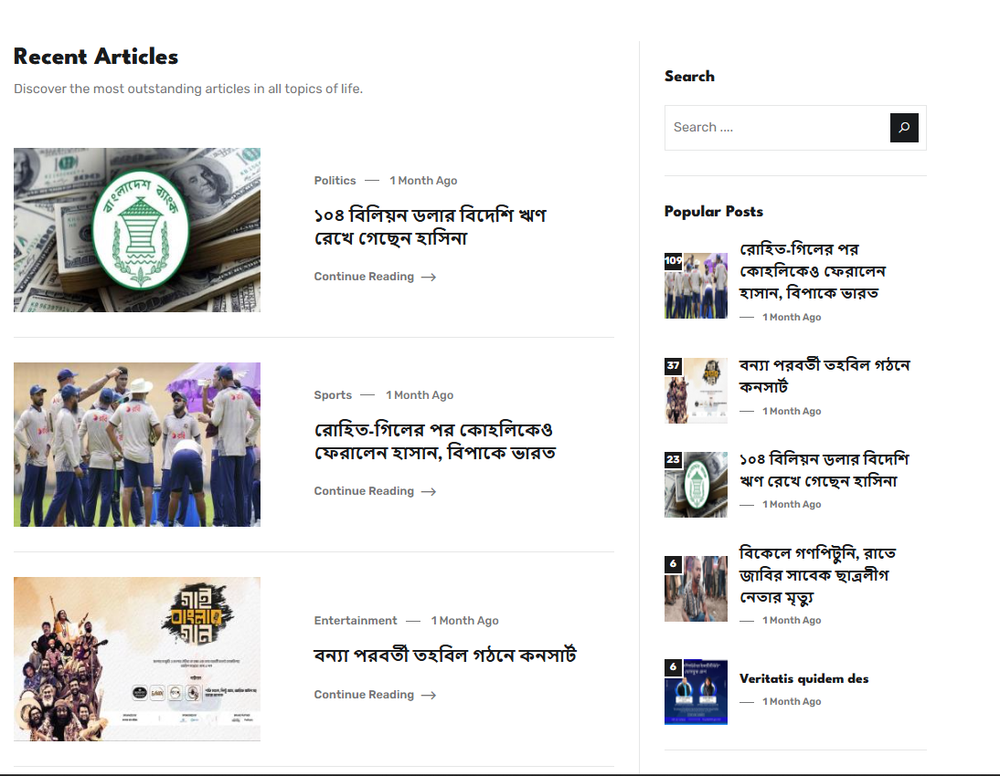 Recent Articles
Discover the most outstanding articles in all topics of life.
বাংলাদেশ ব্যাংক
Politics — 1 Month Ago
১০৪ বিলিয়ন ডলার বিদেশি ঋণ
রেখে গেছেন হাসিনা
Continue Reading →
Sports — 1 Month Ago
রোহিত-গিলের পর কোহলিকেও
ফেরালেন হাসান, বিপাকে ভারত
Continue Reading →
গাই
বাংলার
গান
Entertainment — 1 Month Ago
বন্যা পরবর্তী তহবিল গঠনে কনসার্ট
Continue Reading →
Search
Search ....
Popular Posts
109
রোহিত-গিলের পর
কোহলিকেও ফেরালেন
হাসান, বিপাকে ভারত
— 1 Month Ago
37
বন্যা পরবর্তী তহবিল গঠনে
কনসার্ট
— 1 Month Ago
23
১০৪ বিলিয়ন ডলার বিদেশি
ঋণ রেখে গেছেন হাসিনা
— 1 Month Ago
6
বিকেলে গণপিটুনি, রাতে
জাবির সাবেক ছাত্রলীগ
নেতার মৃত্যু
— 1 Month Ago
6
Veritatis quidem des
— 1 Month Ago